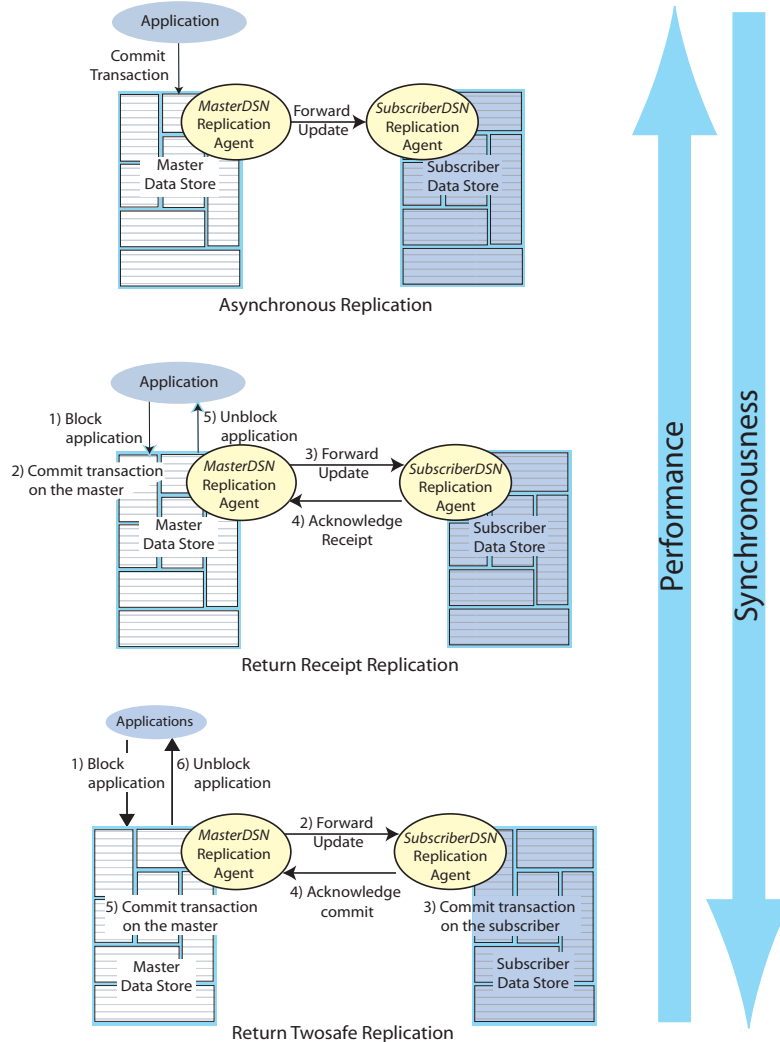 Application
Commit
Transaction
MasterDSN
Replication
Agent
Forward
Update
SubscriberDSN
Replication
Agent
Master
Data Store
Subscriber
Data Store
Asynchronous Replication
Application
1) Block
application
5) Unblock
application
2) Commit transaction
on the master
MasterDSN
Replication
Agent
3) Forward
Update
SubscriberDSN
Replication
Agent
4) Acknowledge
Receipt
Master
Data Store
Subscriber
Data Store
Return Receipt Replication
Applications
1) Block
application
6) Unblock
application
MasterDSN
Replication
Agent
2) Forward
Update
SubscriberDSN
Replication
Agent
4) Acknowledge
commit
5) Commit transaction
on the master
3) Commit transaction
on the subscriber
Master
Data Store
Subscriber
Data Store
Return Twosafe Replication
Performance
Synchronousness